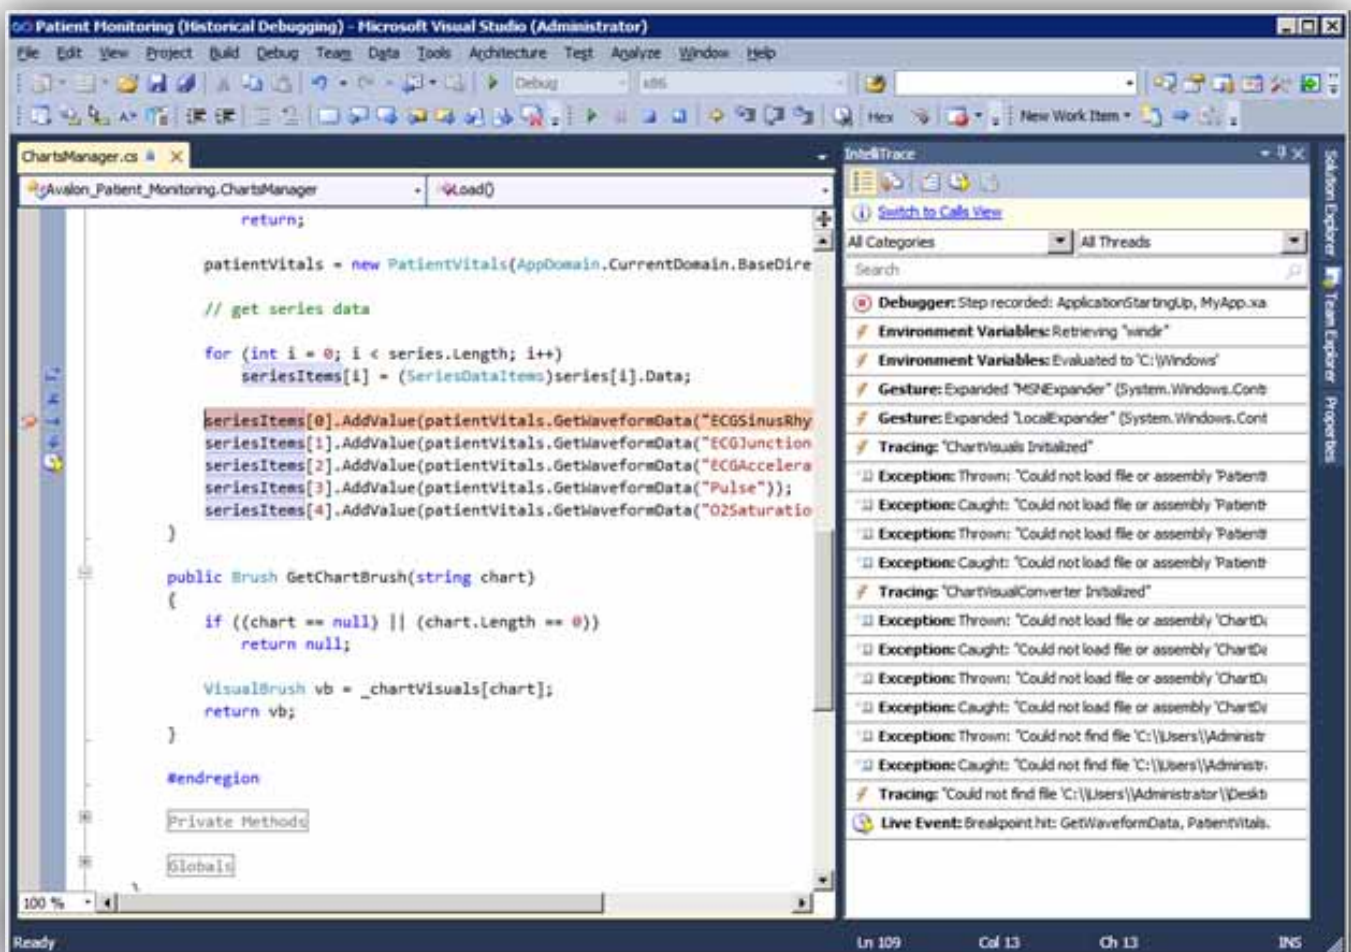 Patient Monitoring (Historical Debugging) - Microsoft Visual Studio (Administrator)
File Edit View Project Build Debug Team Data Tools Architecture Test Analyze Window Help
Debug x86
Hex New Work Item
ChartsManager.cs
Avalon_Patient_Monitoring.ChartsManager Load()
return;
patientVitals = new PatientVitals(AppDomain.CurrentDomain.BaseDire
// get series data
for (int i = 0; i < series.Length; i++)
seriesItems[i] = (SeriesDataItems)series[i].Data;
seriesItems[0].AddValue(patientVitals.GetWaveformData("ECGSinusRhy
seriesItems[1].AddValue(patientVitals.GetWaveformData("ECGJunction
seriesItems[2].AddValue(patientVitals.GetWaveformData("ECGAccelera
seriesItems[3].AddValue(patientVitals.GetWaveformData("Pulse"));
seriesItems[4].AddValue(patientVitals.GetWaveformData("O2Saturatio
}
public Brush GetChartBrush(string chart)
{
if ((chart == null) || (chart.Length == 0))
return null;
VisualBrush vb = _chartVisuals[chart];
return vb;
}
#endregion
Private Methods
Globals
}
100 %
IntelliTrace
Switch to Calls View
All Categories All Threads
Search
Debugger: Step recorded: ApplicationStartingUp, MyApp.xa
Environment Variables: Retrieving "windir"
Environment Variables: Evaluated to 'C:\Windows'
Gesture: Expanded "MSNExpander" (System.Windows.Contr
Gesture: Expanded "LocalExpander" (System.Windows.Cont
Tracing: "ChartVisuals Initialized"
Exception: Thrown: "Could not load file or assembly 'Patient
Exception: Caught: "Could not load file or assembly 'Patient
Exception: Thrown: "Could not load file or assembly 'Patient
Exception: Caught: "Could not load file or assembly 'Patient
Tracing: "ChartVisualConverter Initialized"
Exception: Thrown: "Could not load file or assembly 'ChartDa
Exception: Caught: "Could not load file or assembly 'ChartDa
Exception: Thrown: "Could not load file or assembly 'ChartDa
Exception: Caught: "Could not load file or assembly 'ChartDa
Exception: Thrown: "Could not find file 'C:\\Users\\Administr
Exception: Caught: "Could not find file 'C:\\Users\\Administr
Tracing: "Could not find file 'C:\\Users\\Administrator\\Deskt
Live Event: Breakpoint hit: GetWaveformData, PatientVitals.
Solution Explorer
Team Explorer
Properties
Ready Ln 109 Col 13 Ch 13 INS